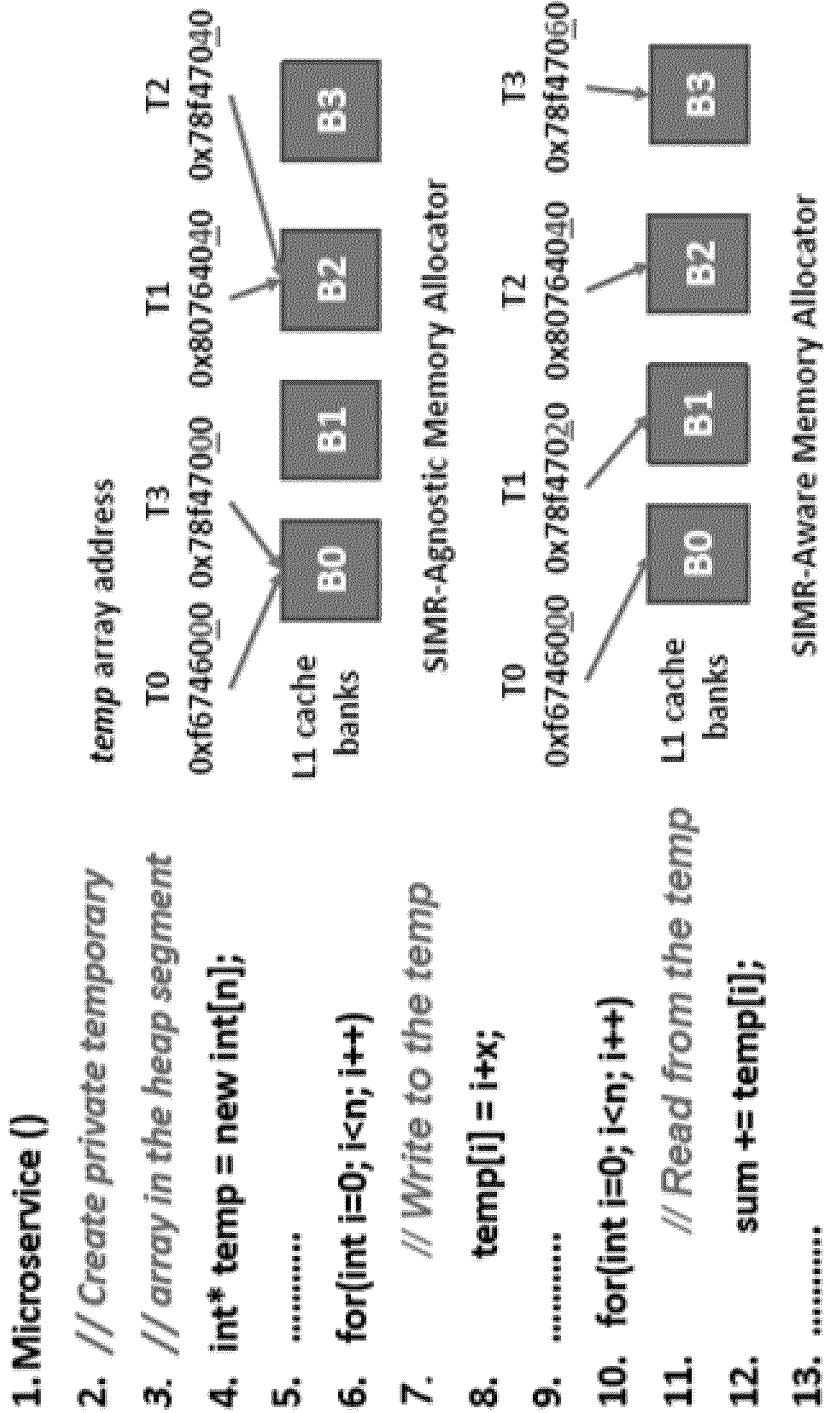 1. Microservice ()
2. // Create private temporary
3. // array in the heap segment
4. int* temp = new int[n];
5. ............
6. for(int i=0; i<n; i++)
7. // Write to the temp
8. temp[i] = i+x;
9. ............
10. for(int i=0; i<n; i++)
11. // Read from the temp
12. sum += temp[i];
13. ............
temp array address
T0 T3 T1 T2
0xf6746000 0x78f47000 0x80764040 0x78f47040
L1 cache
banks
B0 B1 B2 B3
SIMR-Agnostic Memory Allocator
T0 T1 T2 T3
0xf6746000 0x78f47020 0x80764040 0x78f47060
L1 cache
banks
B0 B1 B2 B3
SIMR-Aware Memory Allocator